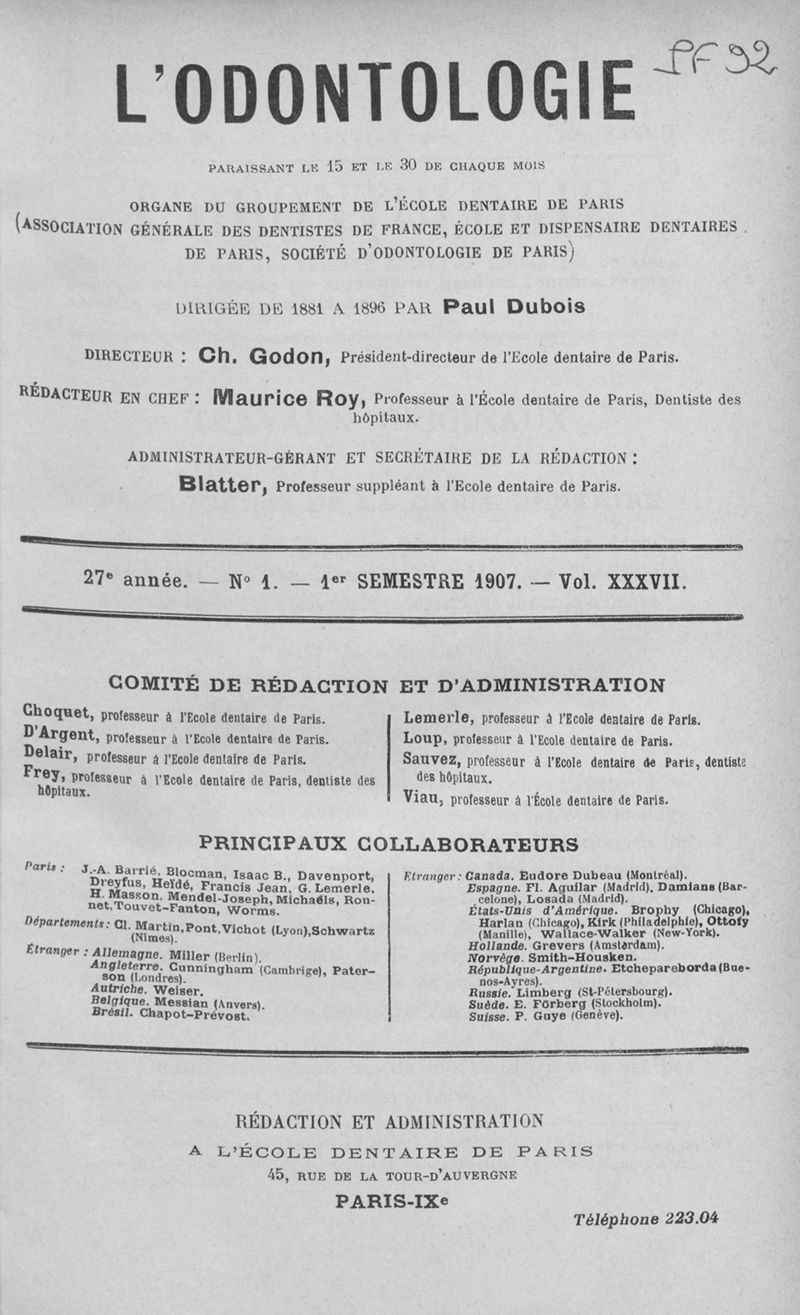 L'ODONTOLOGIE
PF 92
PARAISSANT LE 15 ET LE 30 DE CHAQUE MOIS
ORGANE DU GROUPEMENT DE L'ÉCOLE DENTAIRE DE PARIS
(ASSOCIATION GÉNÉRALE DES DENTISTES DE FRANCE, ÉCOLE ET DISPENSAIRE DENTAIRES
DE PARIS, SOCIÉTÉ D'ODONTOLOGIE DE PARIS)
DIRIGÉE DE 1881 A 1896 PAR Paul Dubois
DIRECTEUR : Ch. Godon, Président-directeur de l'Ecole dentaire de Paris.
RÉDACTEUR EN CHEF : Maurice Roy, Professeur à l'École dentaire de Paris, Dentiste des
hôpitaux.
ADMINISTRATEUR-GÉRANT ET SECRÉTAIRE DE LA RÉDACTION :
Blatter, Professeur suppléant à l'Ecole dentaire de Paris.
27e année. — No 1. — 1er SEMESTRE 1907. — Vol. XXXVII.
COMITÉ DE RÉDACTION ET D'ADMINISTRATION
Choquet, professeur à l'Ecole dentaire de Paris.
D'Argent, professeur à l'Ecole dentaire de Paris.
Delair, professeur à l'Ecole dentaire de Paris.
Frey, professeur à l'Ecole dentaire de Paris, dentiste des
hôpitaux.
Lemerle, professeur à l'Ecole dentaire de Paris.
Loup, professeur à l'Ecole dentaire de Paris.
Sauvez, professeur à l'Ecole dentaire de Paris, dentiste
des hôpitaux.
Viau, professeur à l'École dentaire de Paris.
PRINCIPAUX COLLABORATEURS
Paris : J.-A. Barrié, Blocman, Isaac B., Davenport,
Dreyfus, Heïdé, Francis Jean, G. Lemerle,
H. Masson, Mendel-Joseph, Michaëls, Ron-
net, Touvet-Fanton, Worms.
Départements : Cl. Martin, Pont, Vichot (Lyon), Schwartz
(Nîmes).
Étranger : Allemagne. Miller (Berlin).
Angleterre. Cunningham (Cambrige), Pater-
son (Londres).
Autriche. Weiser.
Belgique. Messian (Anvers).
Brésil. Chapot-Prévost.
Etranger : Canada. Eudore Dubeau (Montréal).
Espagne. Fl. Aguilar (Madrid), Damians (Bar-
celone), Losada (Madrid).
États-Unis d'Amérique. Brophy (Chicago),
Harlan (Chicago), Kirk (Philadelphie), Ottofy
(Manille), Wallace-Walker (New-York).
Hollande. Grevers (Amsterdam).
Norvège. Smith-Housken.
République-Argentine. Etchepareborda (Bue-
nos-Ayres).
Russie. Limberg (St-Pétersbourg).
Suède. E. Förberg (Stockholm).
Suisse. P. Guye (Genève).
RÉDACTION ET ADMINISTRATION
A L'ÉCOLE DENTAIRE DE PARIS
45, RUE DE LA TOUR-D'AUVERGNE
PARIS-IXe
Téléphone 223.04